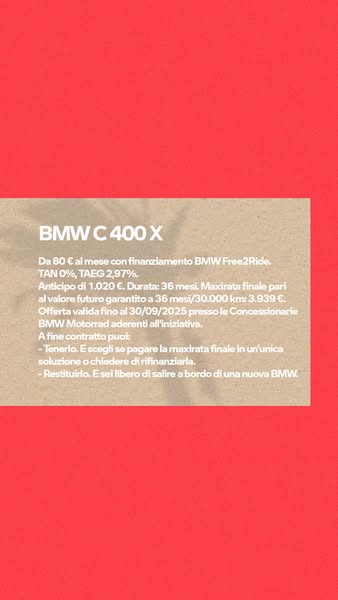 BMW C 400 X
Da 80 € al mese con finanziamento BMW Free2Ride.
TAN 0%, TAEG 2,97%.
Anticipo di 1.020 €. Durata: 36 mesi. Maxirata finale pari
al valore futuro garantito a 36 mesi/30.000 km: 3.939 €.
Offerta valida fino al 30/09/2025 presso le Concessionarie
BMW Motorrad aderenti all'iniziativa.
A fine contratto puoi:
- Tenerlo. E scegli se pagare la maxirata finale in un'unica
soluzione o chiedere di rifinanziarla.
- Restituirlo. E sei libero di salire a bordo di una nuova BMW.